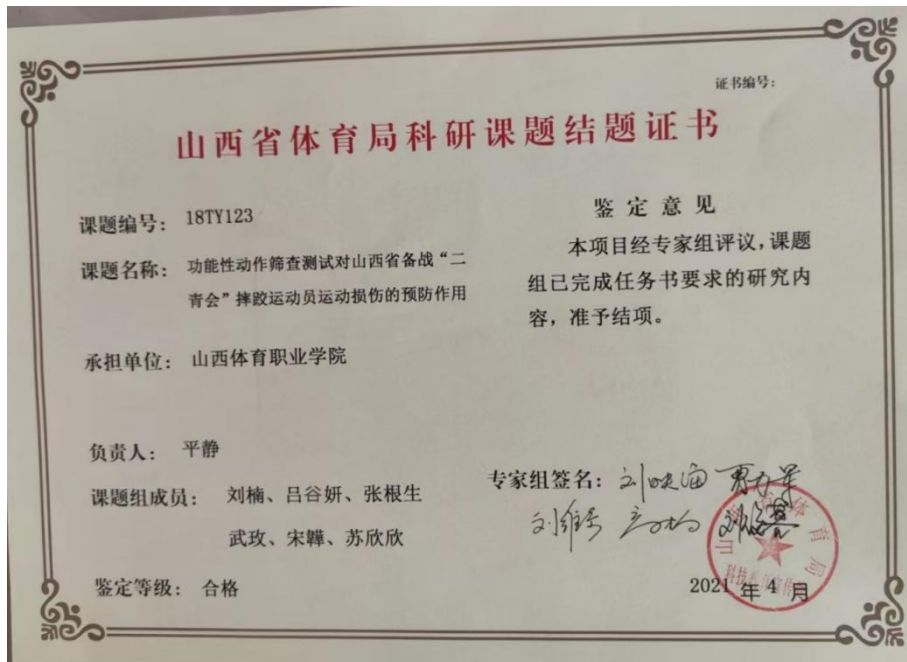 证书编号：
山西省体育局科研课题结题证书
课题编号： 18TY123
课题名称： 功能性动作筛查测试对山西省备战“二
青会”摔跤运动员运动损伤的预防作用
承担单位： 山西体育职业学院
负责人： 平静
课题组成员： 刘楠、吕谷妍、张根生
武玫、宋韡、苏欣欣
鉴定等级： 合格
鉴定意见
本项目经专家组评议，课题
组已完成任务书要求的研究内
容，准予结项。
专家组签名： 刘映海
2021 年 4 月